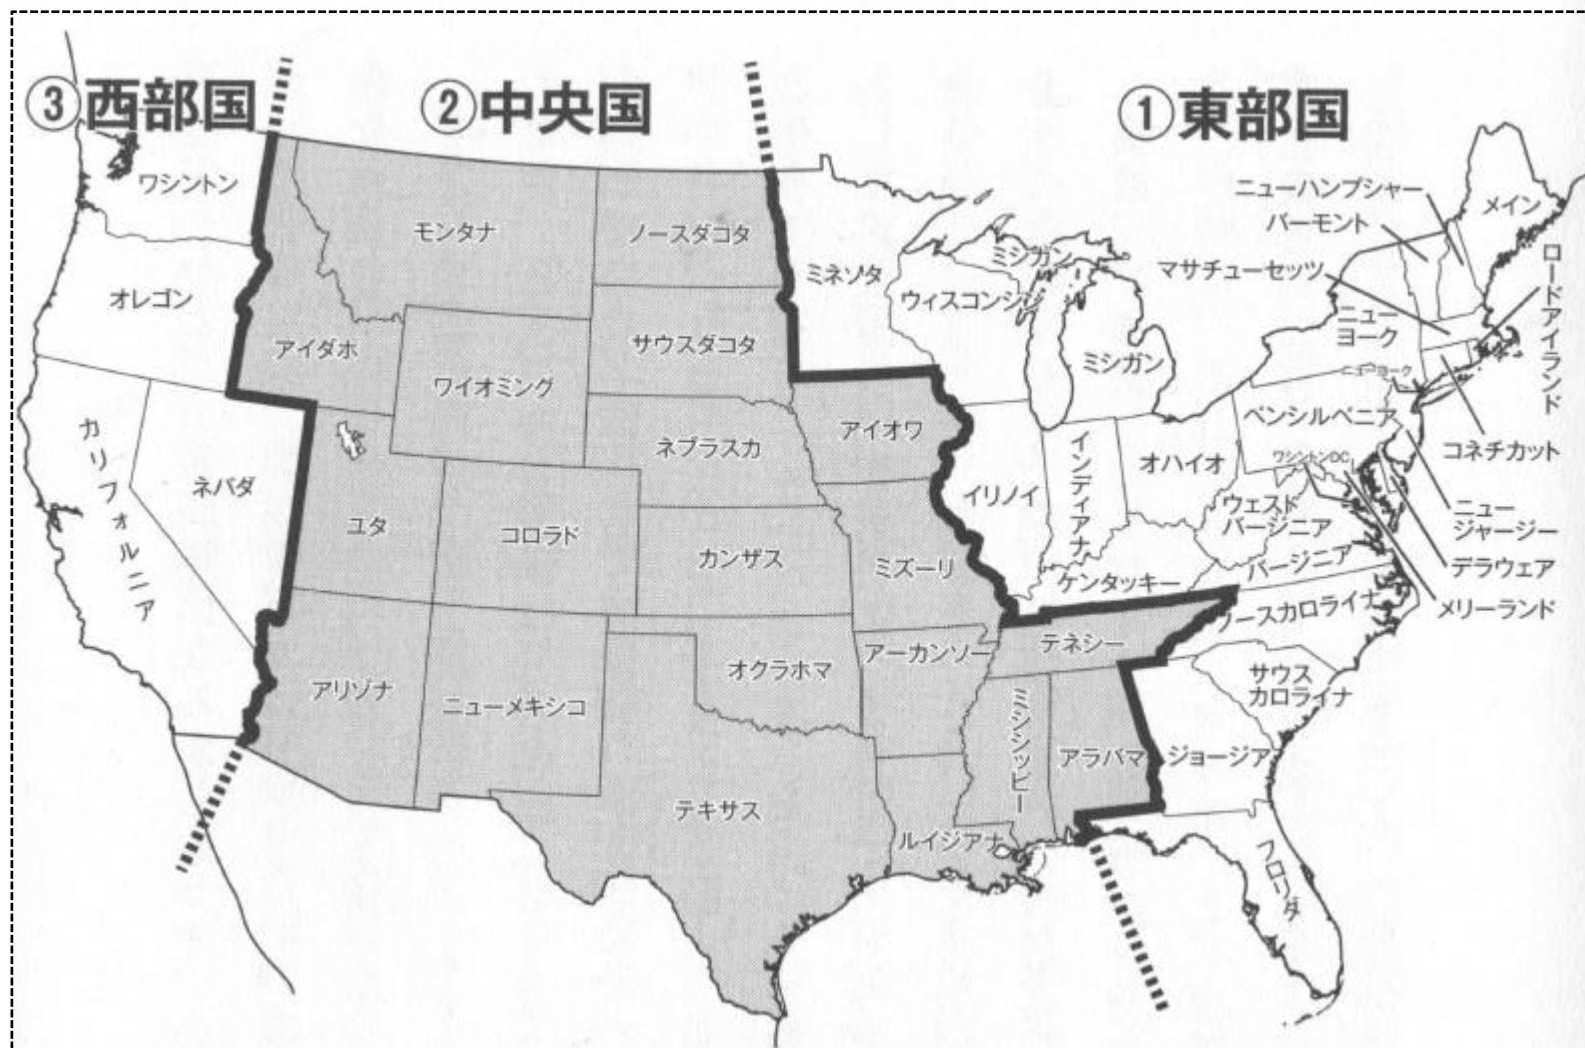 ③西部国
②中央国
①東部国
ワシントン
オレゴン
カリフォルニア
ネバダ
モンタナ
アイダホ
ワイオミング
ユタ
コロラド
アリゾナ
ニューメキシコ
ノースダコタ
サウスダコタ
ネブラスカ
カンザス
オクラホマ
テキサス
アイオワ
ミズーリ
アーカンソー
ルイジアナ
テネシー
ミシシッピー
アラバマ
ミネソタ
ウィスコンシン
ミシガン
ミシガン
イリノイ
インディアナ
オハイオ
ケンタッキー
ウェスト
バージニア
バージニア
ノースカロライナ
サウス
カロライナ
ジョージア
フロリダ
ペンシルベニア
ワシントンDC
ニュー
ヨーク
ニューヨーク
ニューハンプシャー
バーモント
マサチューセッツ
メイン
ロードアイランド
コネチカット
ニュー
ジャージー
デラウェア
メリーランド